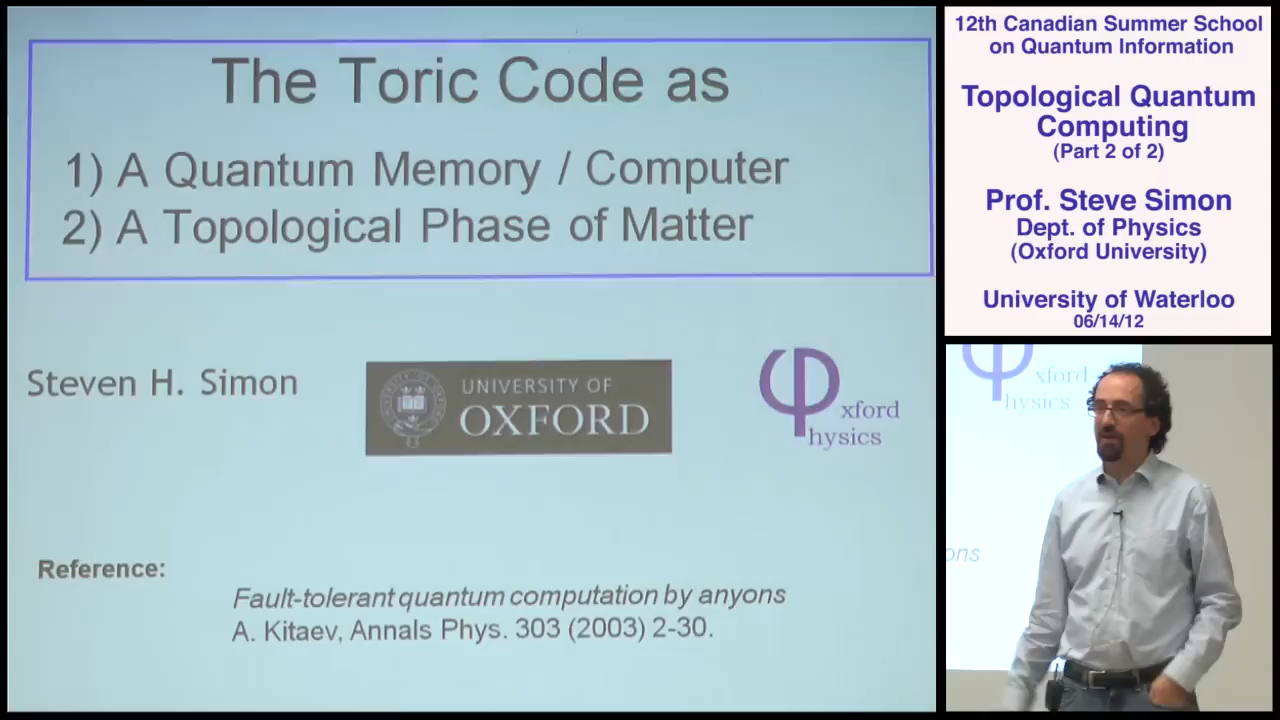 The Toric Code as
1) A Quantum Memory / Computer
2) A Topological Phase of Matter
Steven H. Simon
UNIVERSITY OF
OXFORD
φ xford
hysics
Reference:
Fault-tolerant quantum computation by anyons
A. Kitaev, Annals Phys. 303 (2003) 2-30.
12th Canadian Summer School
on Quantum Information
Topological Quantum
Computing
(Part 2 of 2)
Prof. Steve Simon
Dept. of Physics
(Oxford University)
University of Waterloo
06/14/12
φ xford
hysics
ons